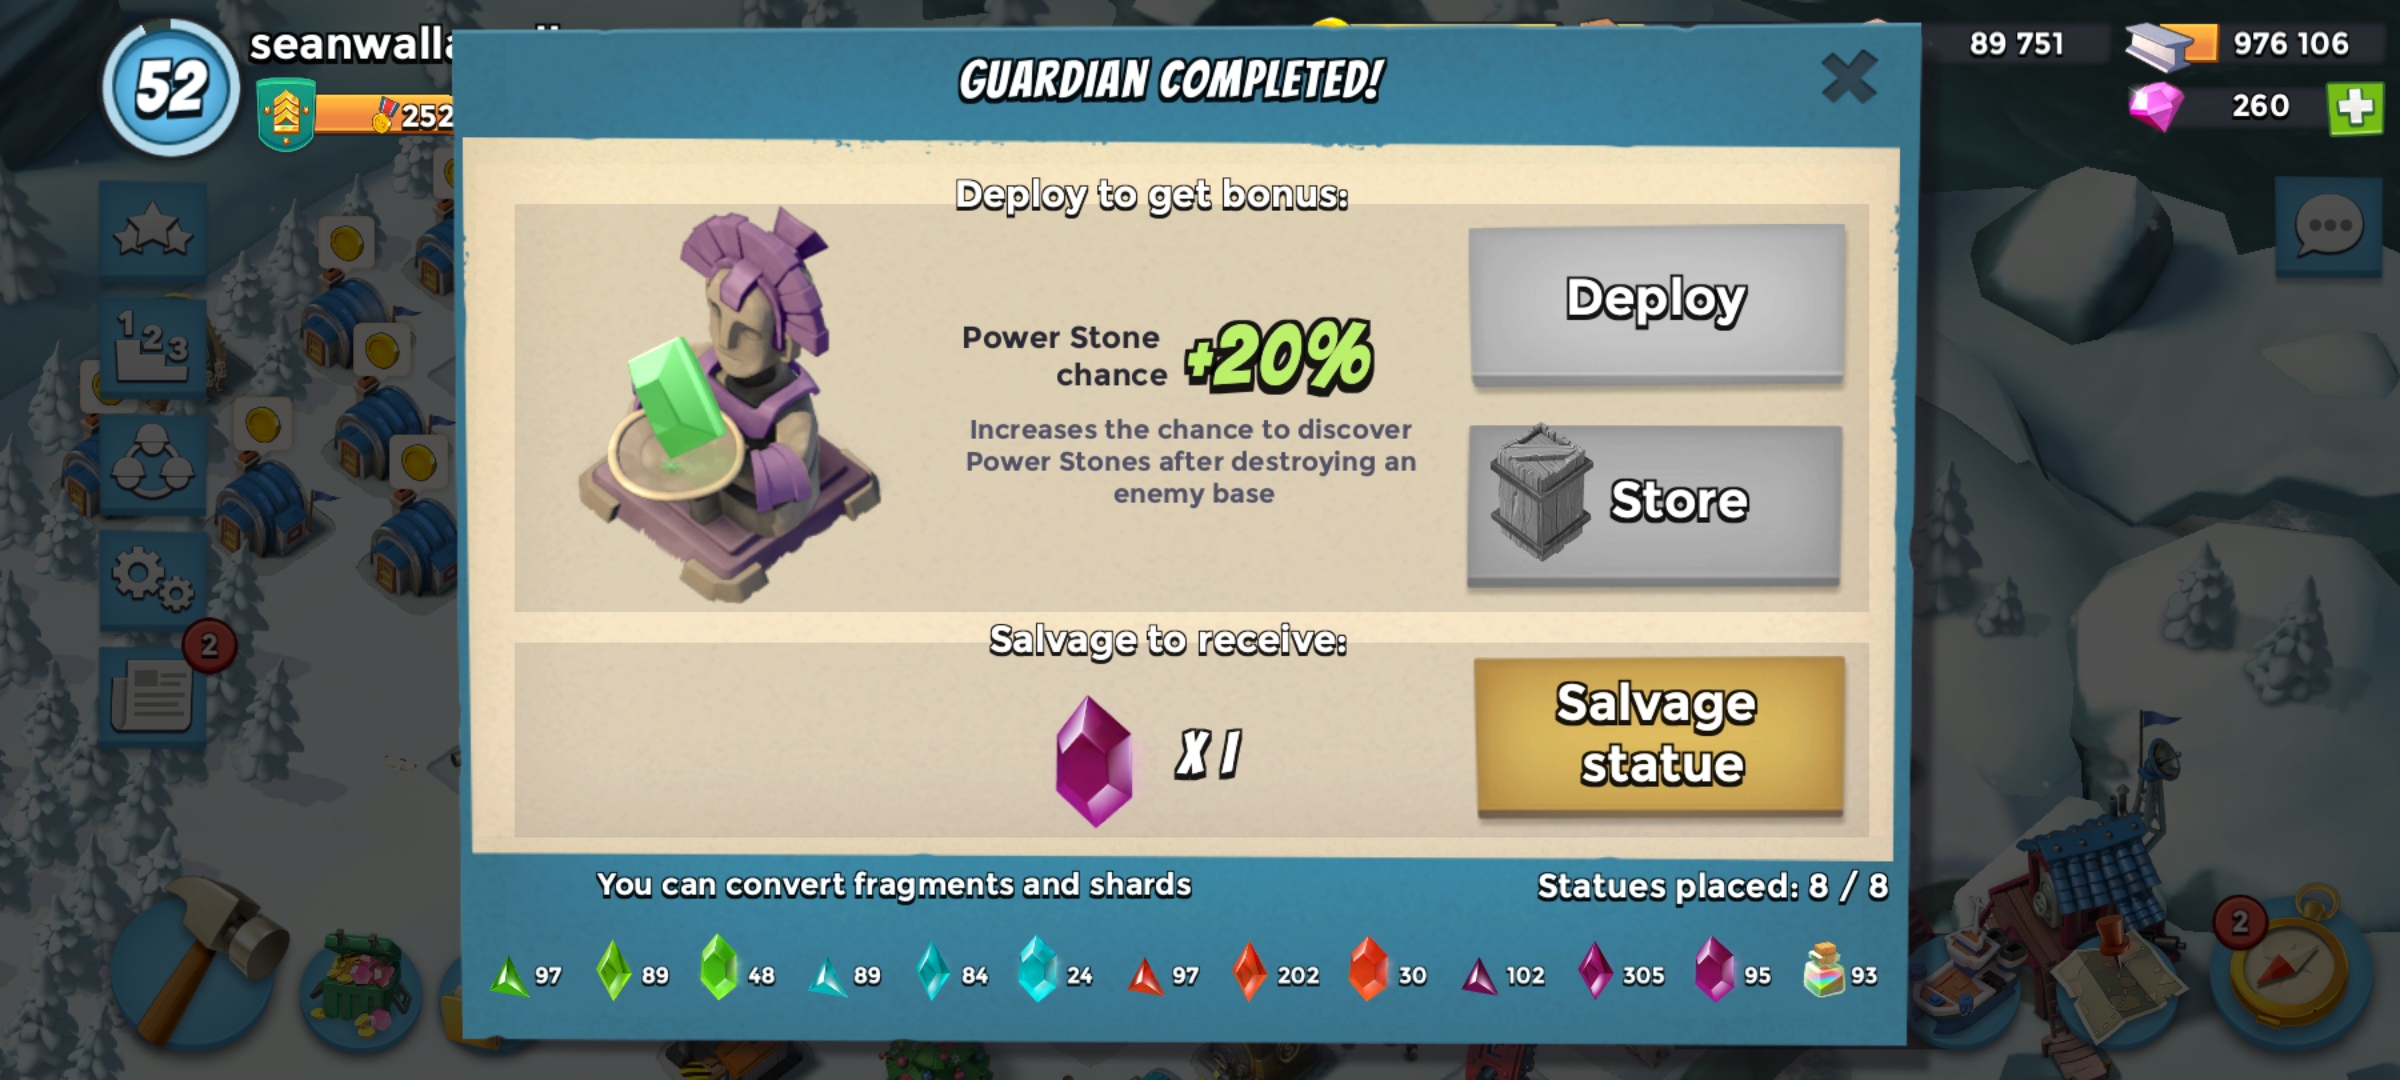 52
252
GUARDIAN COMPLETED!
89 751
976 106
260
Deploy to get bonus:
Power Stone
chance
+20%
Increases the chance to discover
Power Stones after destroying an
enemy base
Deploy
Store
1 2 3
2
Salvage to receive:
X 1
Salvage
statue
You can convert fragments and shards
Statues placed: 8 / 8
97 89 48 89 84 24 97 202 30 102 305 95 93
2